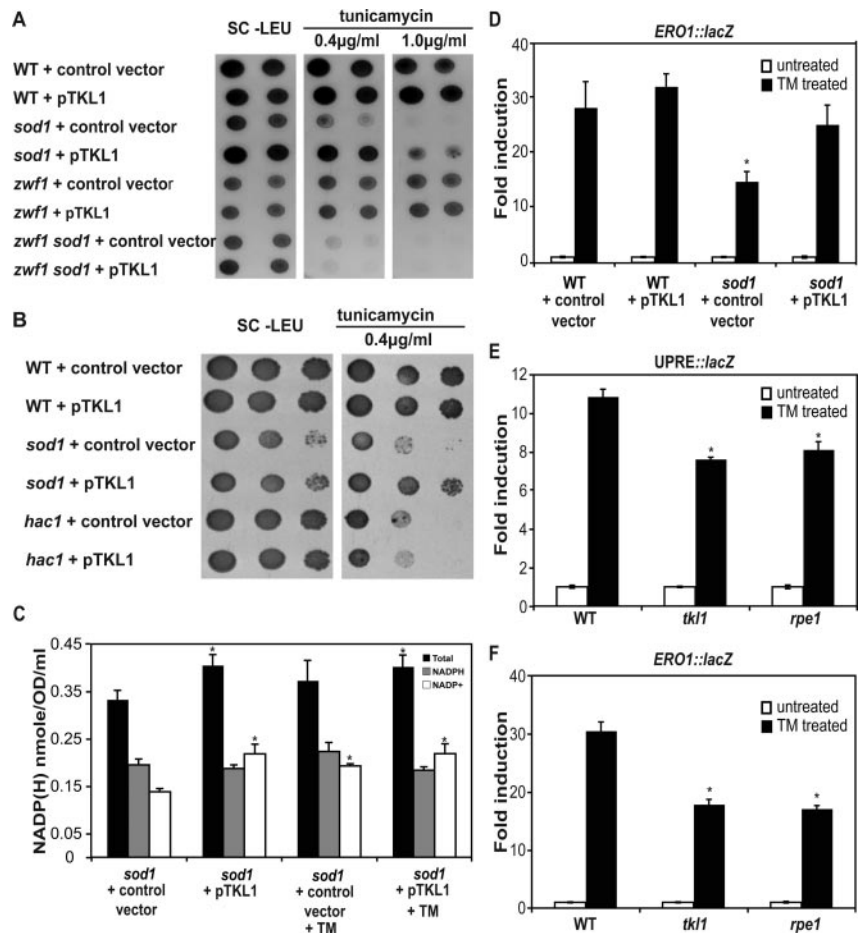 A
SC -LEU
tunicamycin
0.4µg/ml
1.0µg/ml
WT + control vector
WT + pTKL1
sod1 + control vector
sod1 + pTKL1
zwf1 + control vector
zwf1 + pTKL1
zwf1 sod1 + control vector
zwf1 sod1 + pTKL1
B
SC -LEU
tunicamycin
0.4µg/ml
WT + control vector
WT + pTKL1
sod1 + control vector
sod1 + pTKL1
hac1 + control vector
hac1 + pTKL1
C
NADP(H) nmole/OD/ml
0.45
0.35
0.25
0.15
0.05
0
* * * * *
Total
NADPH
NADP+
sod1
+ control
vector
sod1
+ pTKL1
sod1
+ control
vector
+ TM
sod1
+ pTKL1
+ TM
D
ERO1::lacZ
untreated
TM treated
Fold indcution
40
30
20
10
0
*
WT
+ control
vector
WT
+ pTKL1
sod1
+ control
vector
sod1
+ pTKL1
E
UPRE::lacZ
untreated
TM treated
Fold indcution
12
10
8
6
4
2
0
* *
WT
tkl1
rpe1
F
ERO1::lacZ
untreated
TM treated
Fold induction
40
30
20
10
0
* *
WT
tkl1
rpe1